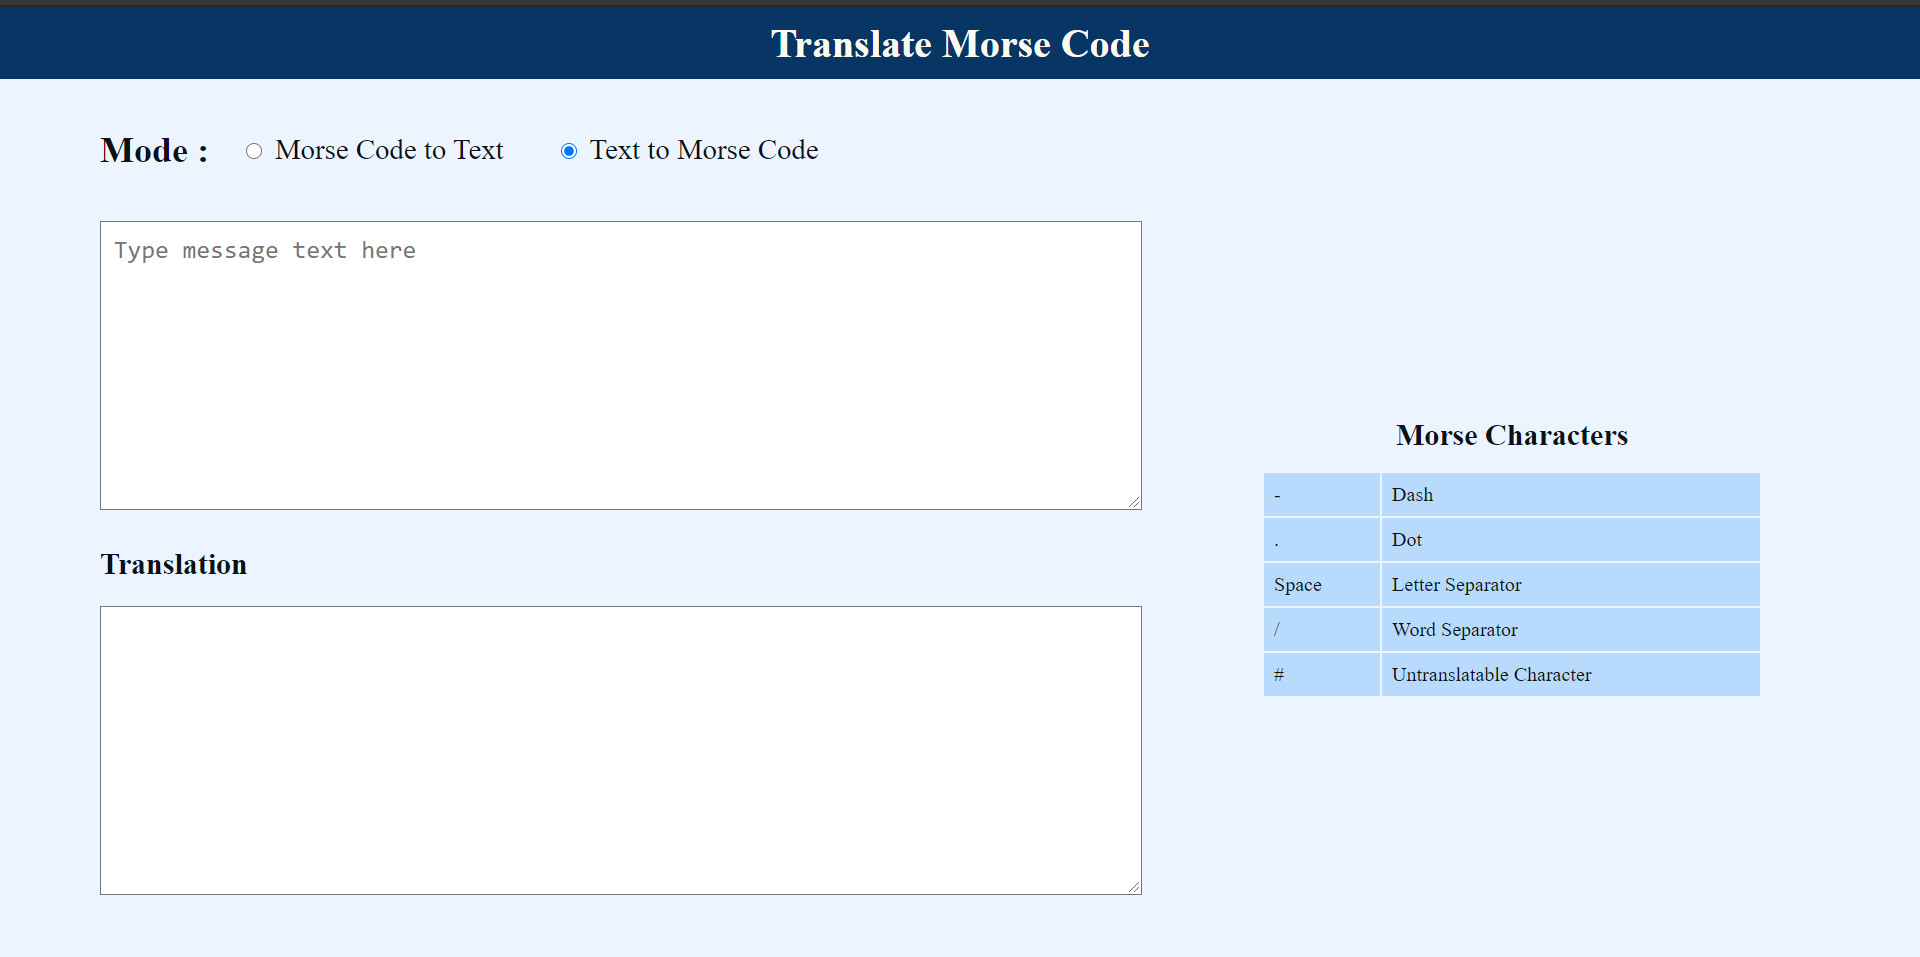 Translate Morse Code
Mode : Morse Code to Text Text to Morse Code
Type message text here
Translation
Morse Characters
- Dash
. Dot
Space Letter Separator
/ Word Separator
# Untranslatable Character